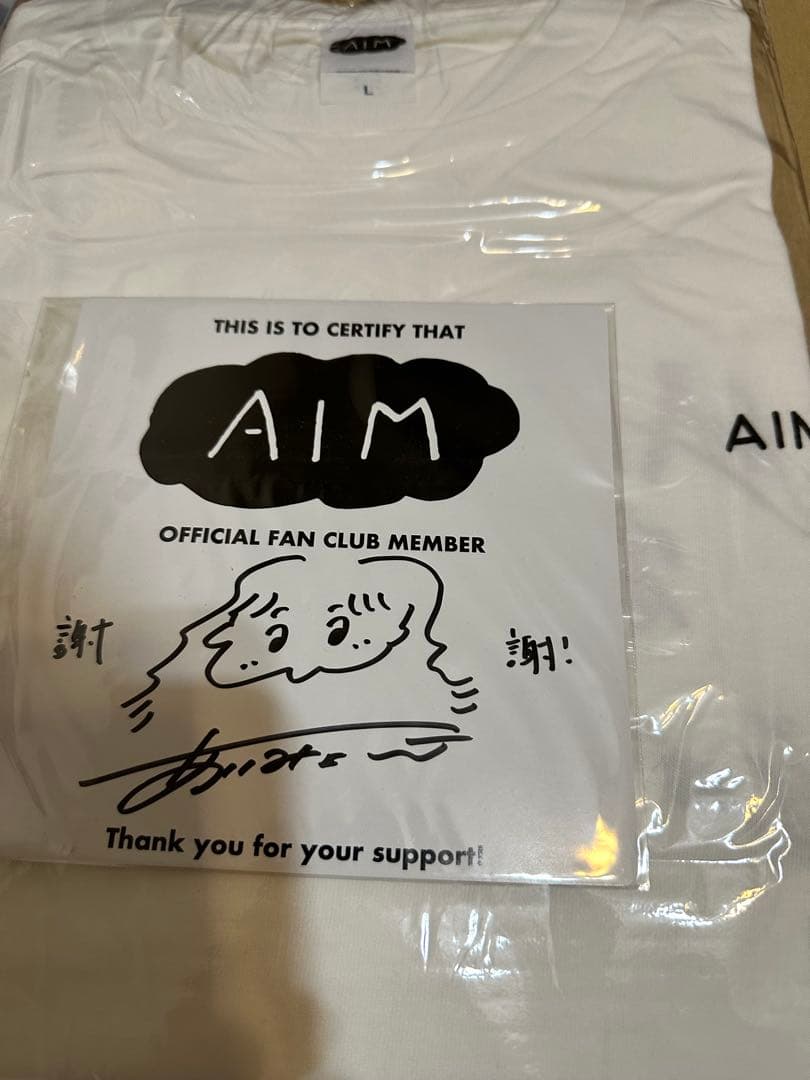 AIM
L
THIS IS TO CERTIFY THAT
AIM
AIM
OFFICIAL FAN CLUB MEMBER
謝 謝!
Thank you for your support!